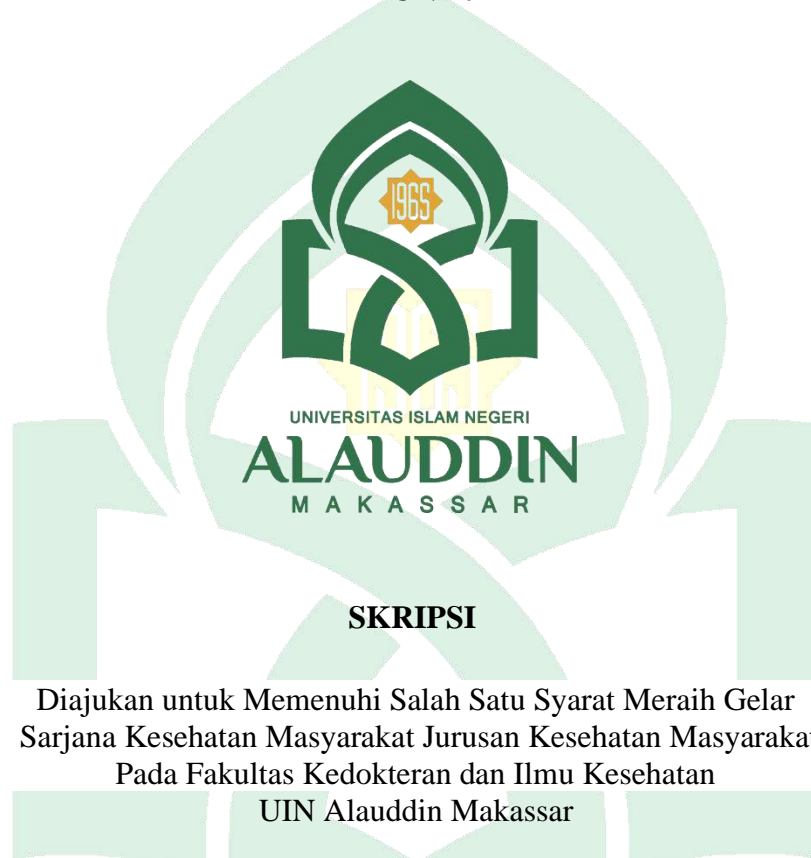 1965
UNIVERSITAS ISLAM NEGERI
ALAUDDIN
MAKASSAR
SKRIPSI
Diajukan untuk Memenuhi Salah Satu Syarat Meraih Gelar
Sarjana Kesehatan Masyarakat Jurusan Kesehatan Masyarakat
Pada Fakultas Kedokteran dan Ilmu Kesehatan
UIN Alauddin Makassar